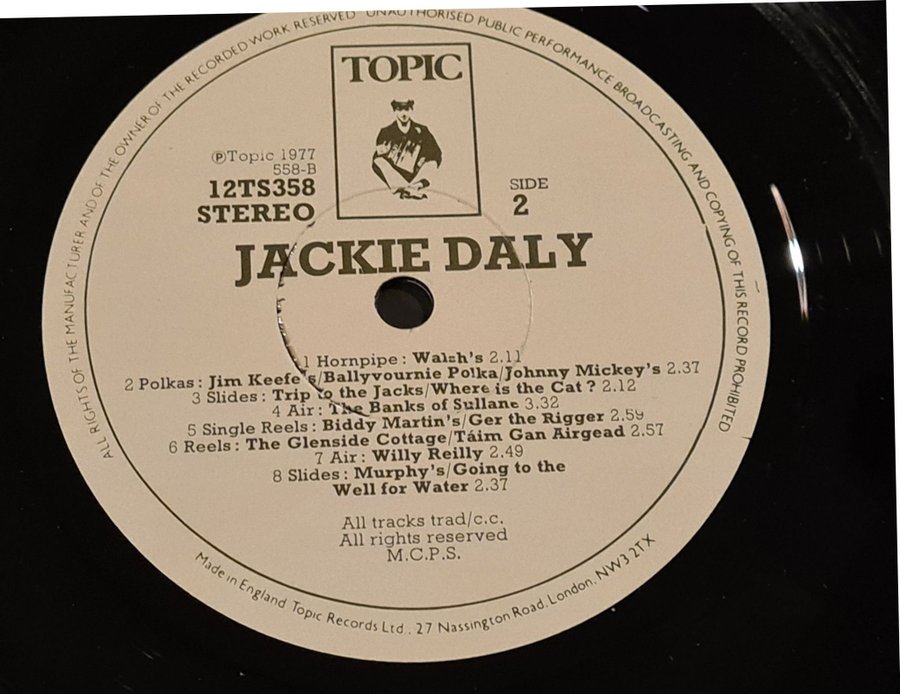 ALL RIGHTS OF THE MANUFACTURER AND OF THE OWNER OF THE RECORDED WORK RESERVED UNAUTHORISED PUBLIC PERFORMANCE BROADCASTING AND COPYING OF THIS RECORD PROHIBITED
TOPIC
℗Topic 1977
558-B
12TS358
STEREO
SIDE
2
JACKIE DALY
1 Hornpipe: Walsh's 2.11
2 Polkas: Jim Keefe's/Ballyvournie Polka/Johnny Mickey's 2.37
3 Slides: Trip to the Jacks/Where is the Cat? 2.12
4 Air: The Banks of Sullane 3.32
5 Single Reels: Biddy Martin's/Ger the Rigger 2.59
6 Reels: The Glenside Cottage/Táim Gan Airgead 2.57
7 Air: Willy Reilly 2.49
8 Slides: Murphy's/Going to the
Well for Water 2.37
All tracks trad/c.c.
All rights reserved
M.C.P.S.
Made in England Topic Records Ltd., 27 Nassington Road, London, NW3 2TX